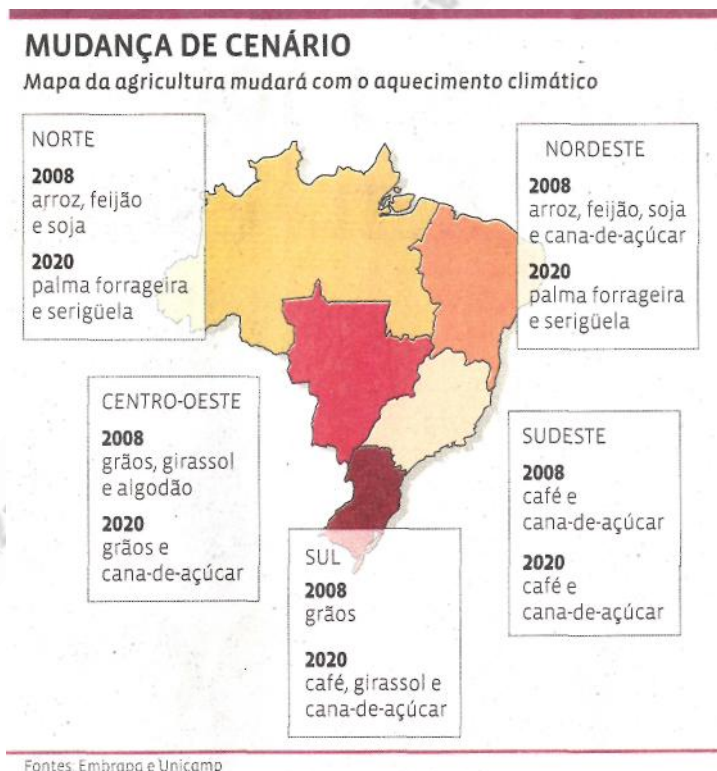 MUDANÇA DE CENÁRIO
Mapa da agricultura mudará com o aquecimento climático
NORTE
2008
arroz, feijão
e soja
2020
palma forrageira
e serigüela
NORDESTE
2008
arroz, feijão, soja
e cana-de-açúcar
2020
palma forrageira
e serigüela
CENTRO-OESTE
2008
grãos, girassol
e algodão
2020
grãos e
cana-de-açúcar
SUDESTE
2008
café e
cana-de-açúcar
2020
café e
cana-de-açúcar
SUL
2008
grãos
2020
café, girassol e
cana-de-açúcar
Fontes: Embrapa e Unicamp